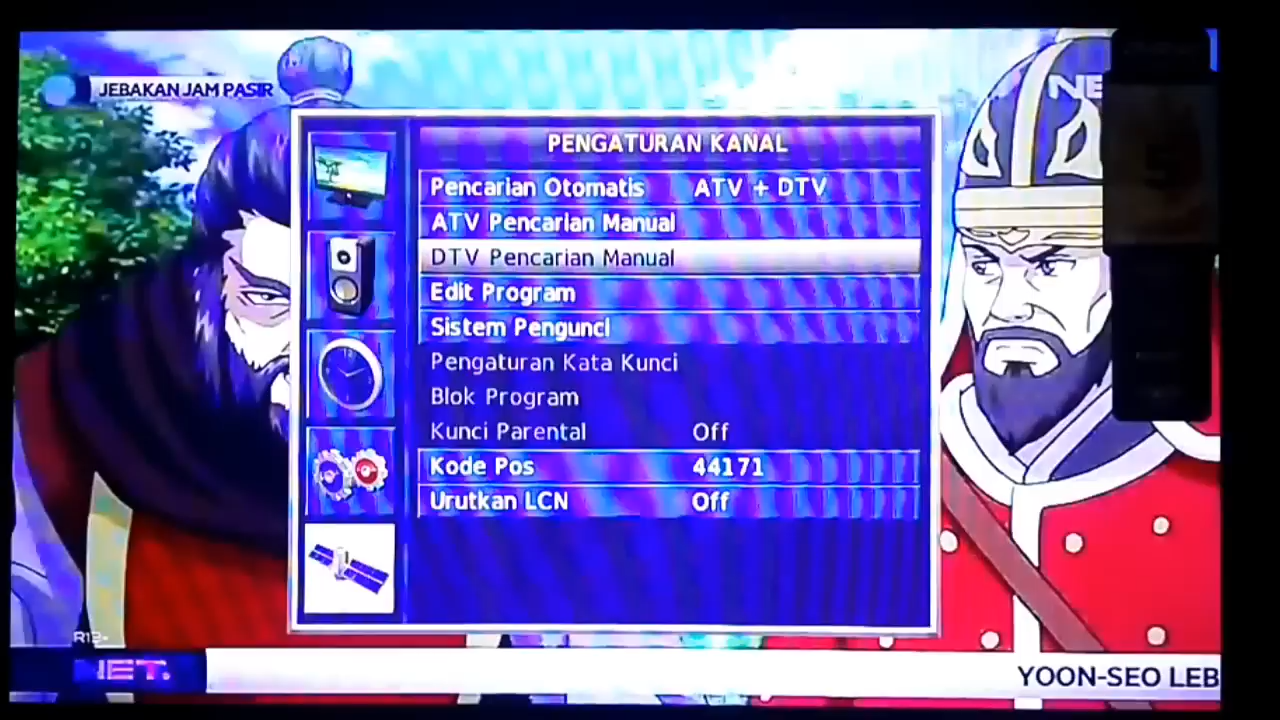 JEBAKAN JAM PASIR
NE
PENGATURAN KANAL
Pencarian Otomatis ATV + DTV
ATV Pencarian Manual
DTV Pencarian Manual
Edit Program
Sistem Pengunci
Pengaturan Kata Kunci
Blok Program
Kunci Parental Off
Kode Pos 44171
Urutkan LCN Off
NET.
YOON-SEO LEB